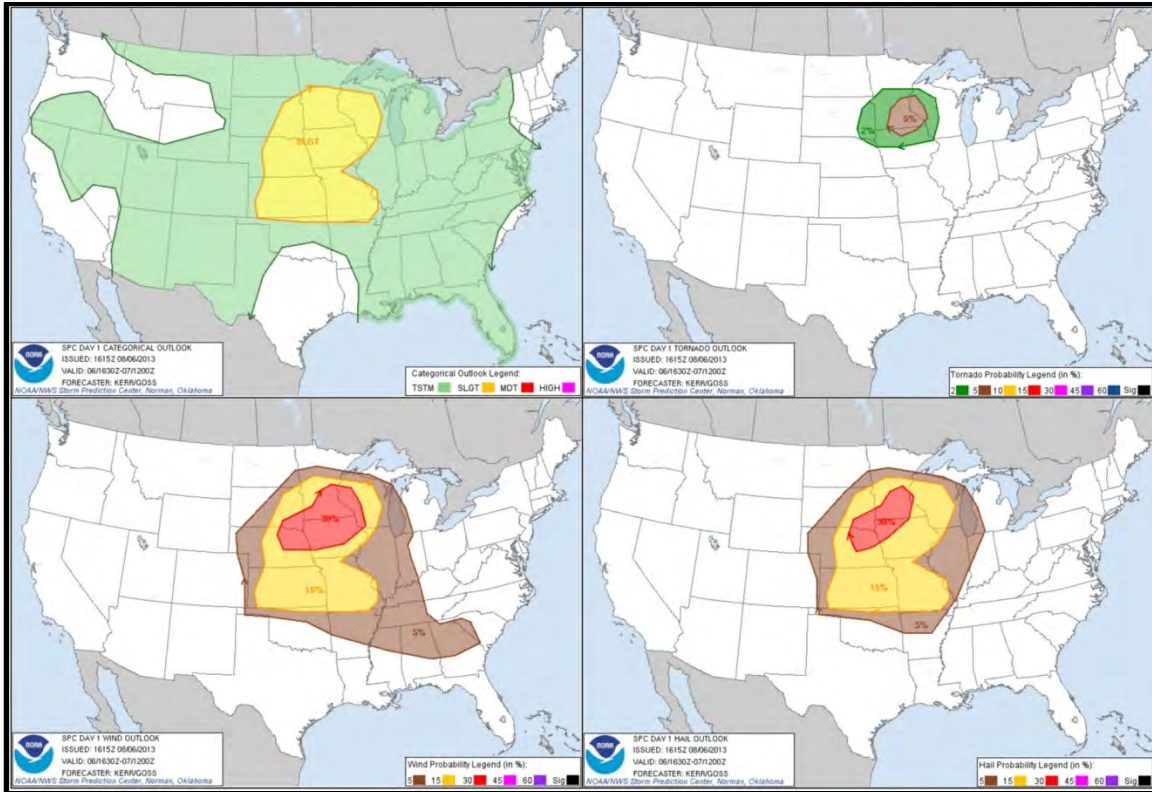 SLGT
NOAA
SPC DAY 1 CATEGORICAL OUTLOOK
ISSUED: 1615Z 08/06/2013
VALID: 06/1630Z-07/1200Z
FORECASTER: KERR/GOSS
NOAA/NWS Storm Prediction Center, Norman, Oklahoma
Categorical Outlook Legend:
TSTM SLGT MDT HIGH
2%
5%
NOAA
SPC DAY 1 TORNADO OUTLOOK
ISSUED: 1615Z 08/06/2013
VALID: 06/1630Z-07/1200Z
FORECASTER: KERR/GOSS
NOAA/NWS Storm Prediction Center, Norman, Oklahoma
Tornado Probability Legend (in %):
2 5 10 15 30 45 60 Sig
30%
15%
5%
NOAA
SPC DAY 1 WIND OUTLOOK
ISSUED: 1615Z 08/06/2013
VALID: 06/1630Z-07/1200Z
FORECASTER: KERR/GOSS
NOAA/NWS Storm Prediction Center, Norman, Oklahoma
Wind Probability Legend (in %):
5 15 30 45 60 Sig
30%
15%
5%
NOAA
SPC DAY 1 HAIL OUTLOOK
ISSUED: 1615Z 08/06/2013
VALID: 06/1630Z-07/1200Z
FORECASTER: KERR/GOSS
NOAA/NWS Storm Prediction Center, Norman, Oklahoma
Hail Probability Legend (in %):
5 15 30 45 60 Sig